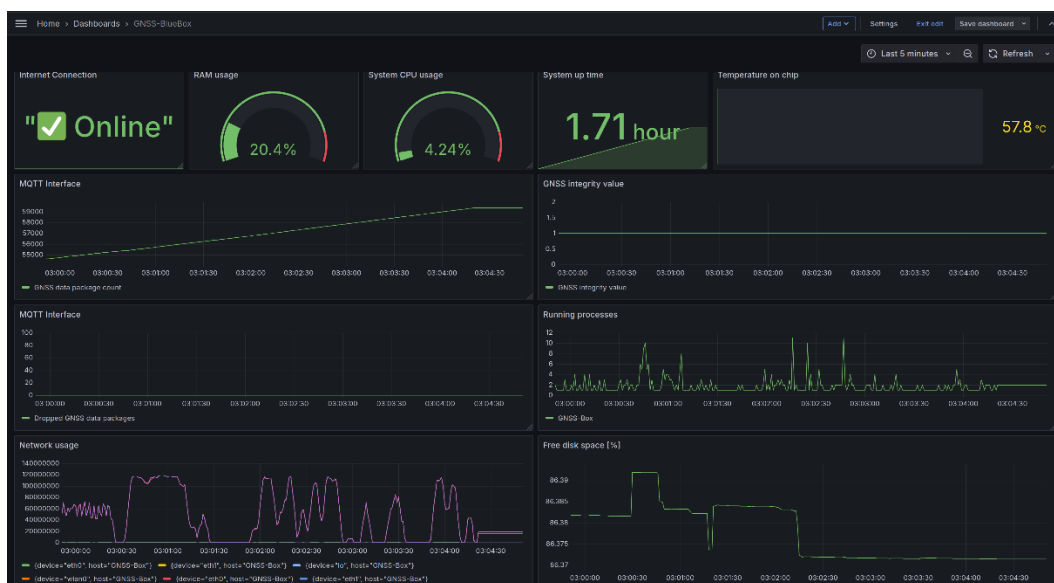 Home › Dashboards › GNSS-BlueBox
Add
Settings
Exit edit
Save dashboard
Last 5 minutes
Refresh
Internet Connection
"✅ Online"
RAM usage
20.4%
System CPU usage
4.24%
System up time
1.71 hour
Temperature on chip
57.8 °C
MQTT Interface
59000
58000
57000
56000
55000
03:00:00 03:00:30 03:01:00 03:01:30 03:02:00 03:02:30 03:03:00 03:03:30 03:04:00 03:04:30
GNSS data package count
GNSS integrity value
2
1.5
1
0.5
0
03:00:00 03:00:30 03:01:00 03:01:30 03:02:00 03:02:30 03:03:00 03:03:30 03:04:00 03:04:30
GNSS integrity value
MQTT Interface
100
80
60
40
20
0
03:00:00 03:00:30 03:01:00 03:01:30 03:02:00 03:02:30 03:03:00 03:03:30 03:04:00 03:04:30
Dropped GNSS data packages
Running processes
12
10
8
6
4
2
0
03:00:00 03:00:30 03:01:00 03:01:30 03:02:00 03:02:30 03:03:00 03:03:30 03:04:00 03:04:30
GNSS-Box
Network usage
140000000
120000000
100000000
80000000
60000000
40000000
20000000
0
03:00:00 03:00:30 03:01:00 03:01:30 03:02:00 03:02:30 03:03:00 03:03:30 03:04:00 03:04:30
{device="eth0", host="GNSS-Box"} {device="eth1", host="GNSS-Box"} {device="lo", host="GNSS-Box"}
{device="wlan0", host="GNSS-Box"} {device="eth0", host="GNSS-Box"} {device="eth1", host="GNSS-Box"}
Free disk space [%]
86.39
86.385
86.38
86.375
86.37
03:00:00 03:00:30 03:01:00 03:01:30 03:02:00 03:02:30 03:03:00 03:03:30 03:04:00 03:04:30